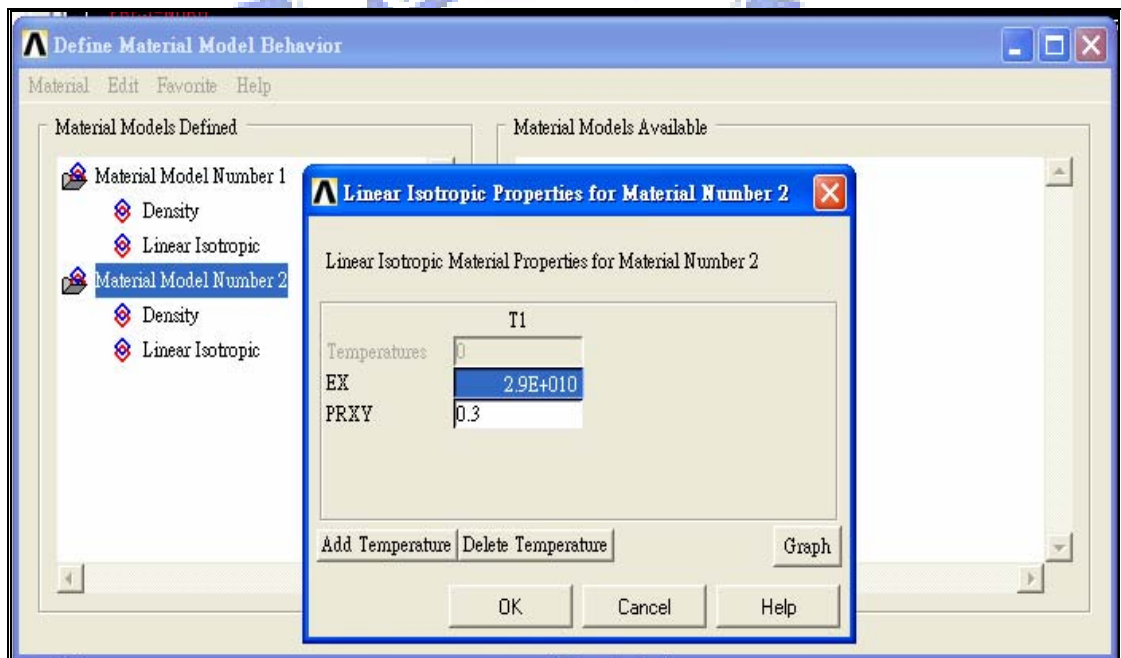 Define Material Model Behavior
Material Edit Favorite Help
Material Models Defined
Material Models Available
Material Model Number 1
Density
Linear Isotropic
Material Model Number 2
Density
Linear Isotropic
Linear Isotropic Properties for Material Number 2
Linear Isotropic Material Properties for Material Number 2
T1
Temperatures 0
EX 2.9E+010
PRXY 0.3
Add Temperature Delete Temperature Graph
OK Cancel Help